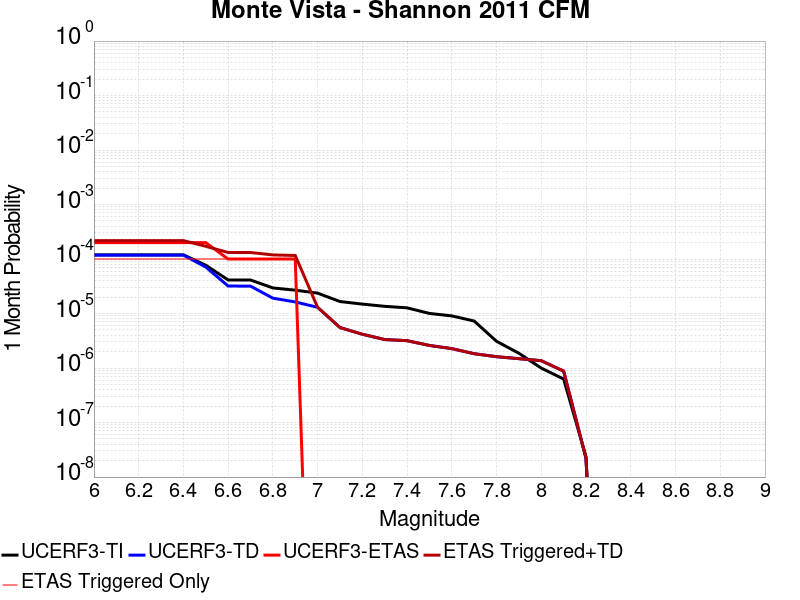 Monte Vista - Shannon 2011 CFM
1 Month Probability
10^0
10^-1
10^-2
10^-3
10^-4
10^-5
10^-6
10^-7
10^-8
6 6.2 6.4 6.6 6.8 7 7.2 7.4 7.6 7.8 8 8.2 8.4 8.6 8.8 9
Magnitude
UCERF3-TI UCERF3-TD UCERF3-ETAS ETAS Triggered+TD
ETAS Triggered Only